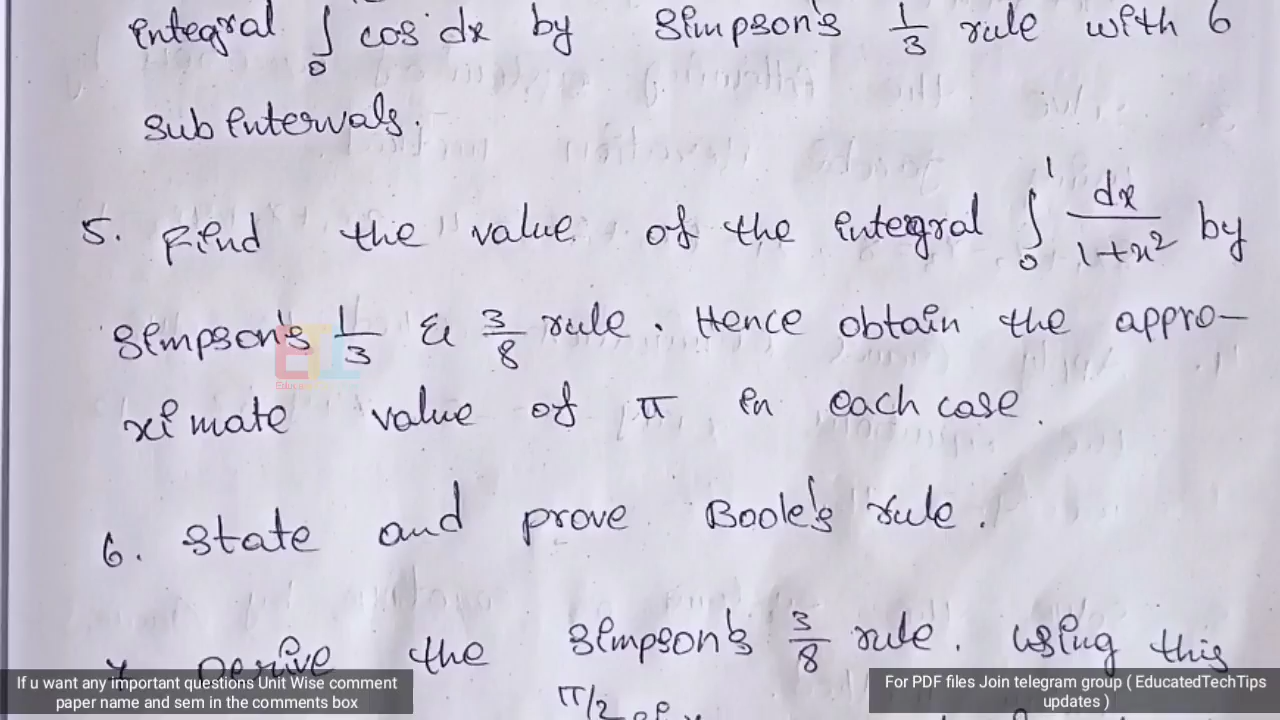 integral ∫₀ cos dx by Simpson's 1/3 rule with 6
subintervals.
5. Find the value of the integral ∫₀¹ dx/(1+x²) by
Simpson's 1/3 & 3/8 rule. Hence obtain the appro-
ximate value of π in each case.
6. State and prove Boole's rule.
7. Derive the Simpson's 3/8 rule. Using this
π/2
If u want any important questions Unit Wise comment
paper name and sem in the comments box
For PDF files Join telegram group ( EducatedTechTips
updates )